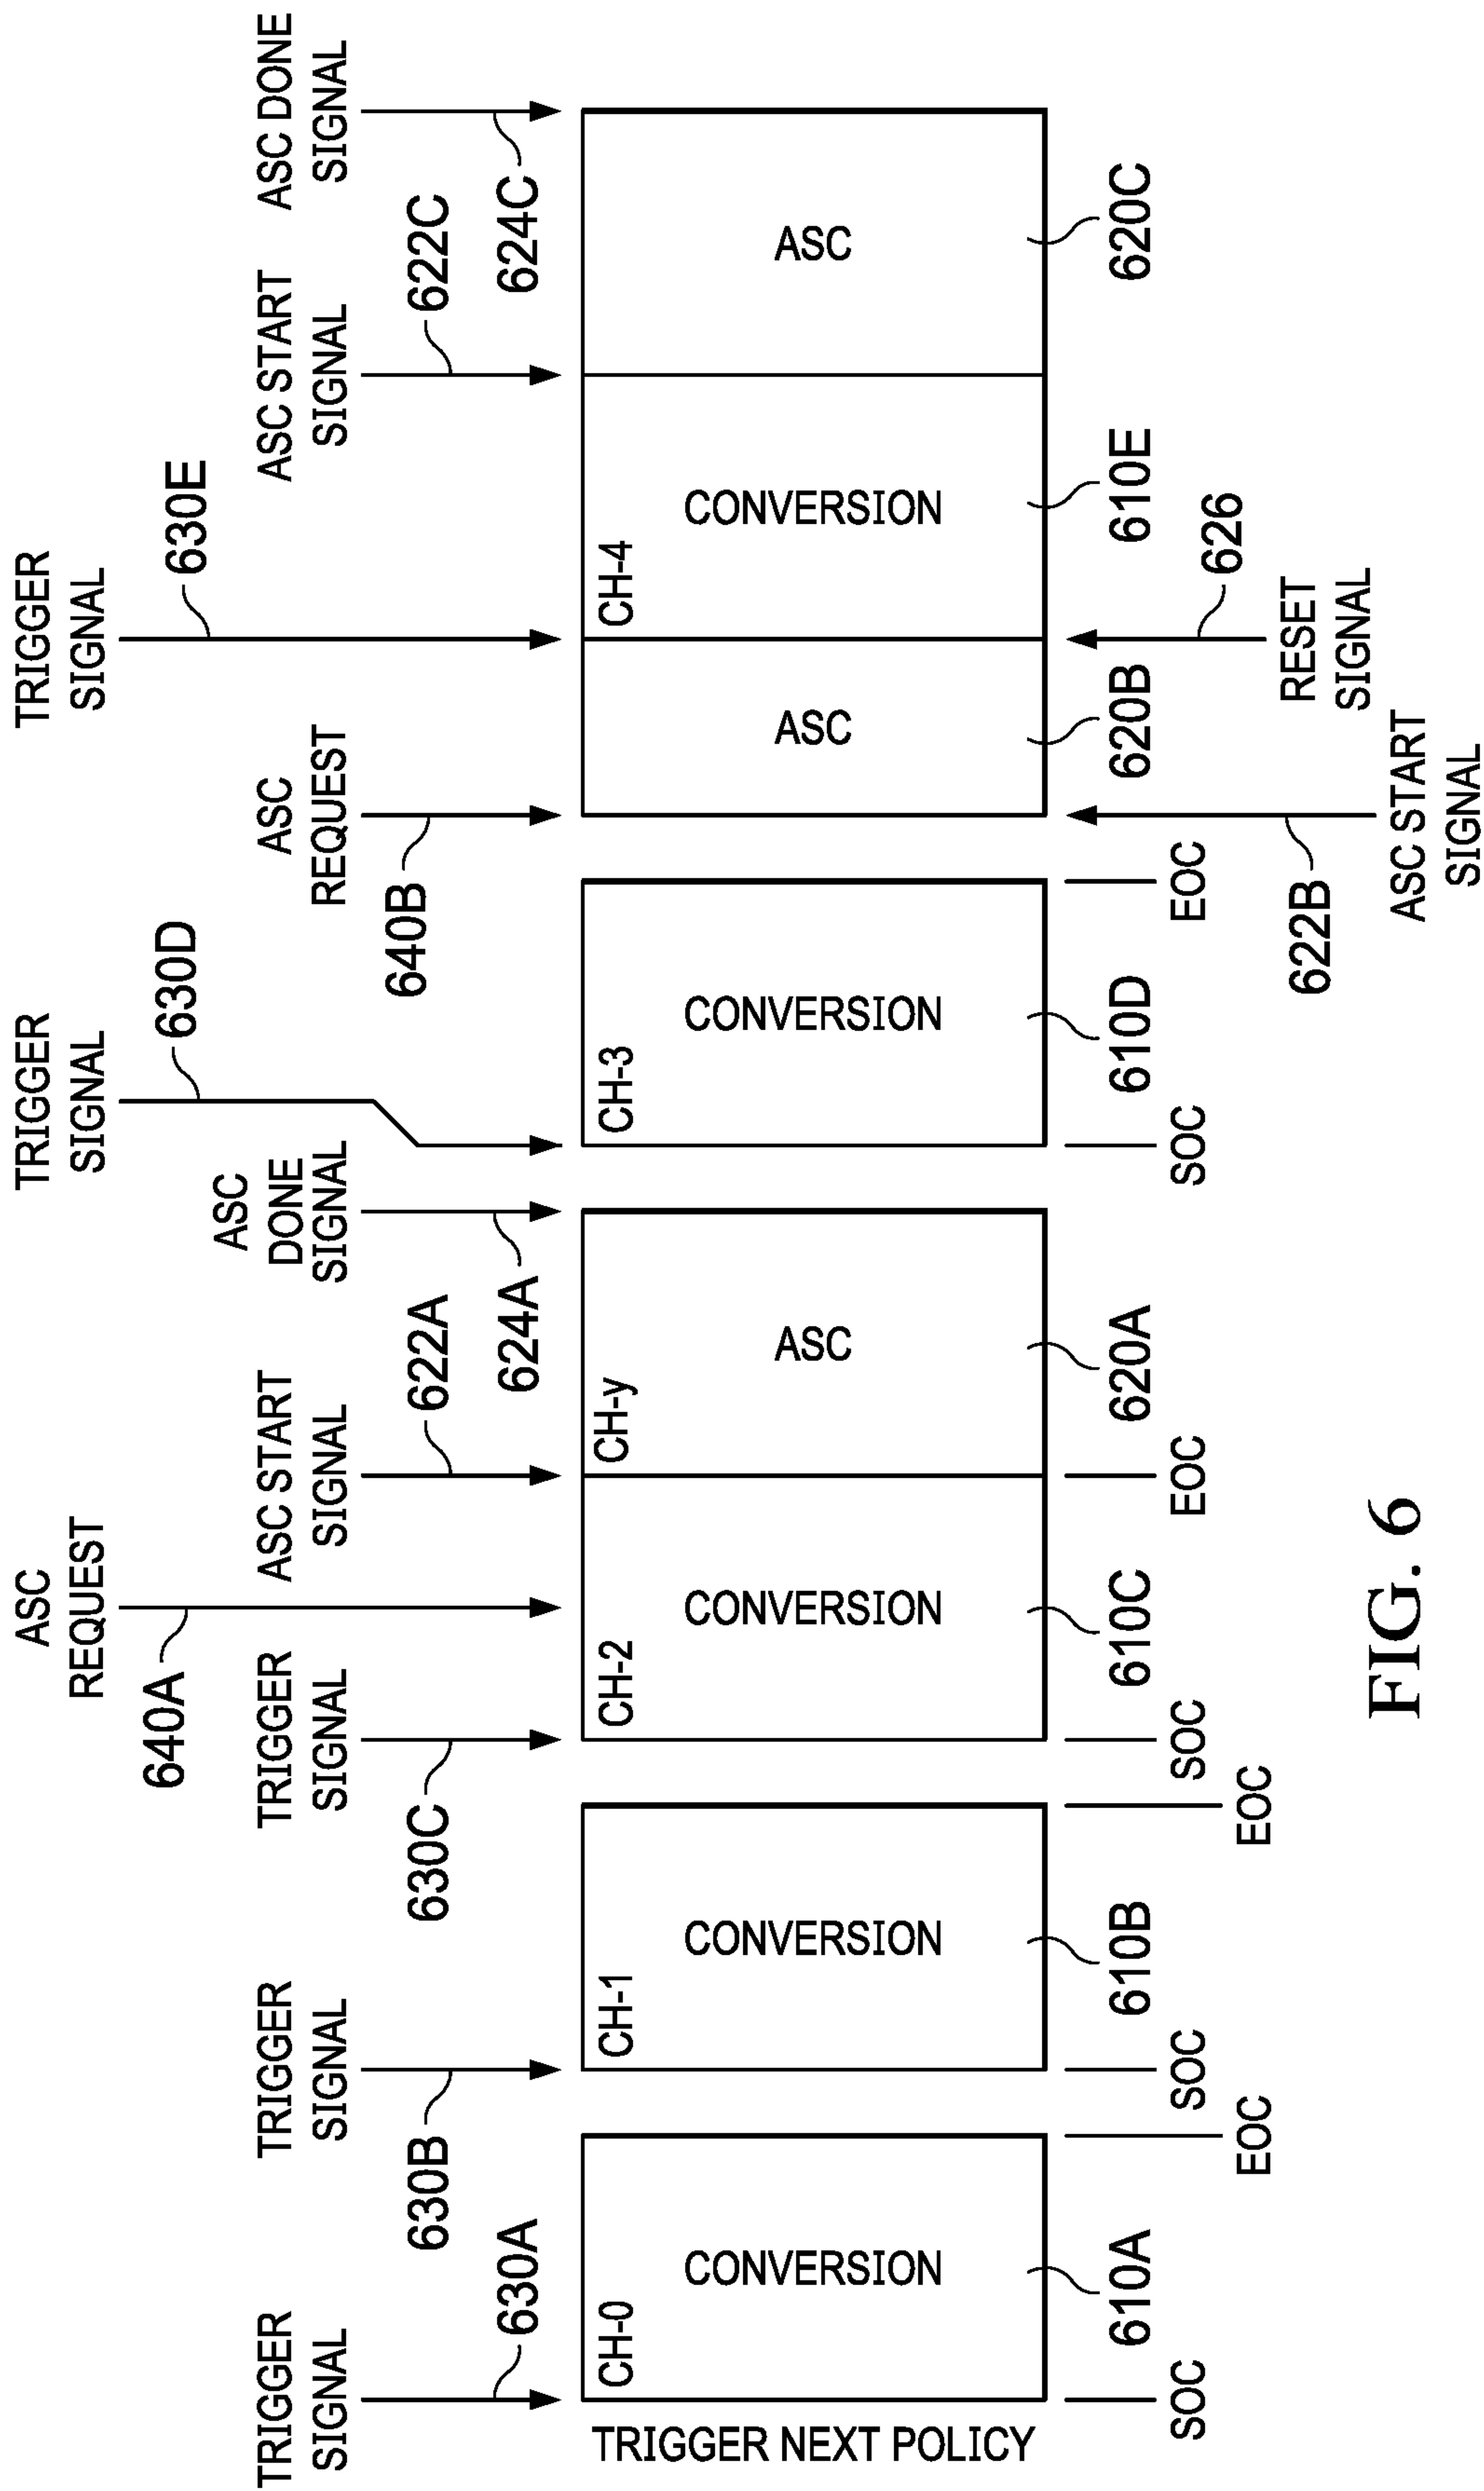 TRIGGER
SIGNAL
630A
TRIGGER
SIGNAL
630B
TRIGGER
SIGNAL
630C
ASC
REQUEST
640A
ASC START
SIGNAL
622A
ASC
DONE
SIGNAL
624A
TRIGGER
SIGNAL
630D
ASC
REQUEST
640B
TRIGGER
SIGNAL
630E
ASC START
SIGNAL
622C
ASC DONE
SIGNAL
624C
TRIGGER NEXT POLICY
CH-0
CONVERSION
CH-1
CONVERSION
CH-2
CONVERSION
CH-y
ASC
CH-3
CONVERSION
ASC
CH-4
CONVERSION
ASC
SOC
610A
EOC
SOC
610B
EOC
SOC
610C
EOC
620A
SOC
610D
EOC
620B
610E
620C
622B
ASC START
SIGNAL
626
RESET
SIGNAL
FIG. 6